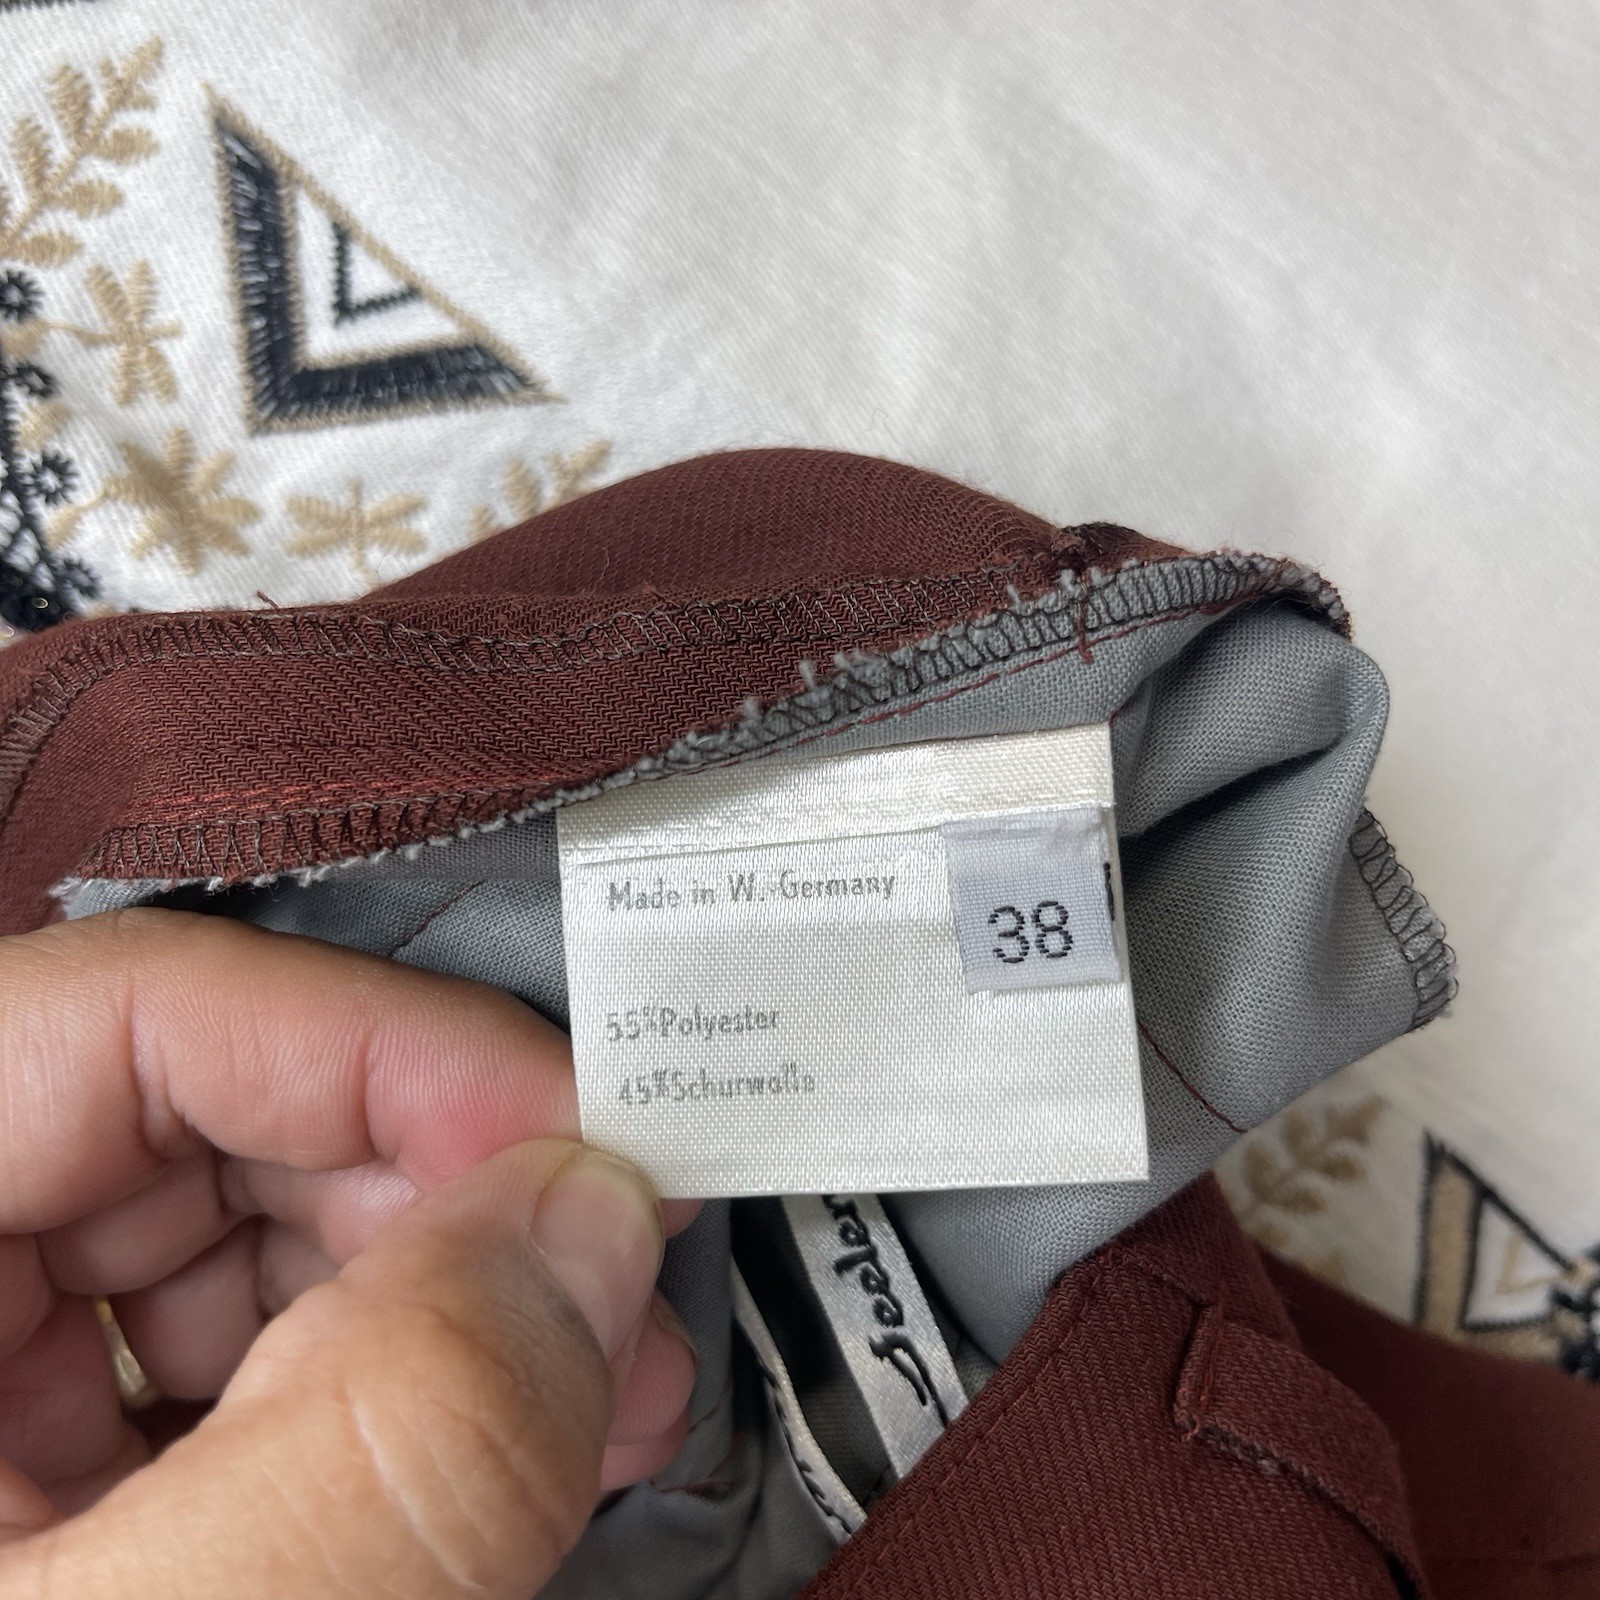 Made in W.-Germany
38
55%Polyester
45%Schurwolle